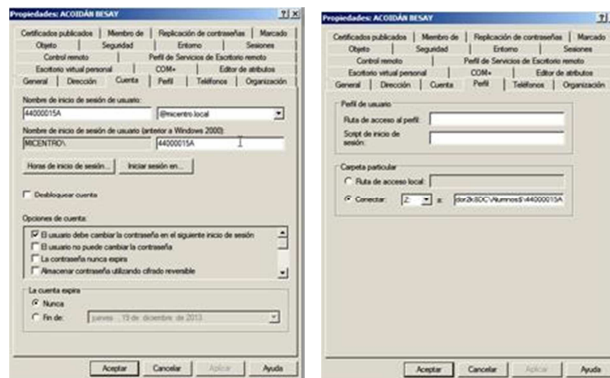 Propiedades: ACOIDÁN BESAY
Certificados publicados Miembro de Replicación de contraseñas Marcado
Objeto Seguridad Entorno Sesiones
Control remoto Perfil de Servicios de Escritorio remoto
Escritorio virtual personal COM+ Editor de atributos
General Dirección Cuenta Perfil Teléfonos Organización
Nombre de inicio de sesión de usuario:
44000015A @micentro.local
Nombre de inicio de sesión de usuario (anterior a Windows 2000):
MICENTRO\ 44000015A
Horas de inicio de sesión... Iniciar sesión en...
Desbloquear cuenta
Opciones de cuenta:
El usuario debe cambiar la contraseña en el siguiente inicio de sesión
El usuario no puede cambiar la contraseña
La contraseña nunca expira
Almacenar contraseña utilizando cifrado reversible
La cuenta expira
Nunca
Fin de: jueves , 19 de diciembre de 2013
Aceptar Cancelar Aplicar Ayuda
Propiedades: ACOIDÁN BESAY
Certificados publicados Miembro de Replicación de contraseñas Marcado
Objeto Seguridad Entorno Sesiones
Control remoto Perfil de Servicios de Escritorio remoto
Escritorio virtual personal COM+ Editor de atributos
General Dirección Cuenta Perfil Teléfonos Organización
Perfil de usuario
Ruta de acceso al perfil:
Script de inicio de
sesión:
Carpeta particular
Ruta de acceso local:
Conectar: Z: a: dor2k8DC\Alumnos$\44000015A
Aceptar Cancelar Aplicar Ayuda